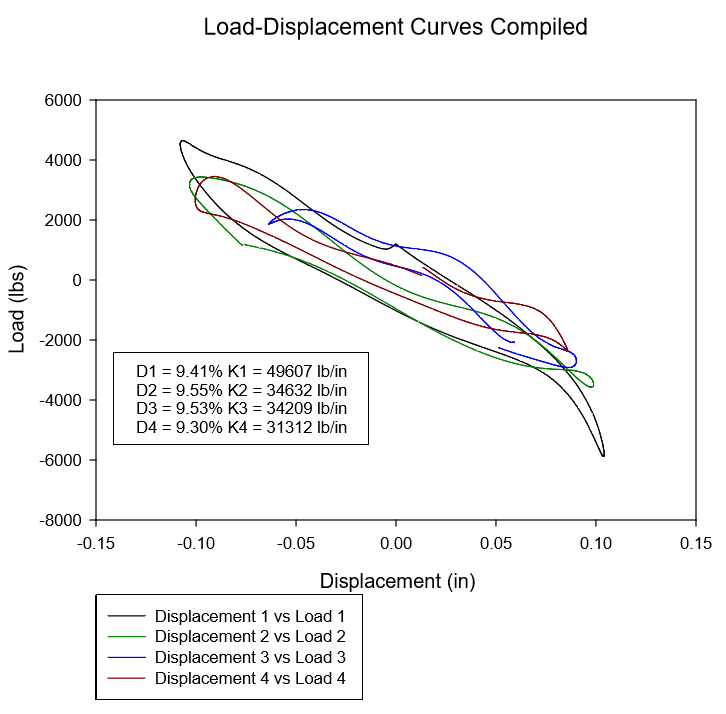 Load-Displacement Curves Compiled
6000
4000
2000
0
-2000
-4000
-6000
-8000
Load (lbs)
D1 = 9.41% K1 = 49607 lb/in
D2 = 9.55% K2 = 34632 lb/in
D3 = 9.53% K3 = 34209 lb/in
D4 = 9.30% K4 = 31312 lb/in
-0.15 -0.10 -0.05 0.00 0.05 0.10 0.15
Displacement (in)
Displacement 1 vs Load 1
Displacement 2 vs Load 2
Displacement 3 vs Load 3
Displacement 4 vs Load 4